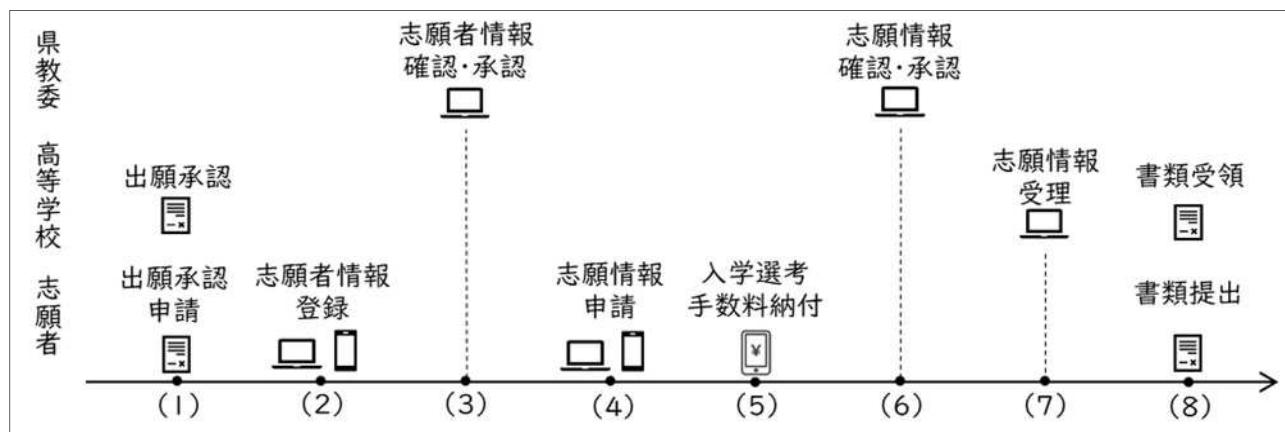 県教委
志願者情報
確認・承認
志願情報
確認・承認
高等学校
出願承認
志願情報
受理
書類受領
志願者
出願承認
申請
志願者情報
登録
志願情報
申請
入学選考
手数料納付
¥
書類提出
(1)
(2)
(3)
(4)
(5)
(6)
(7)
(8)